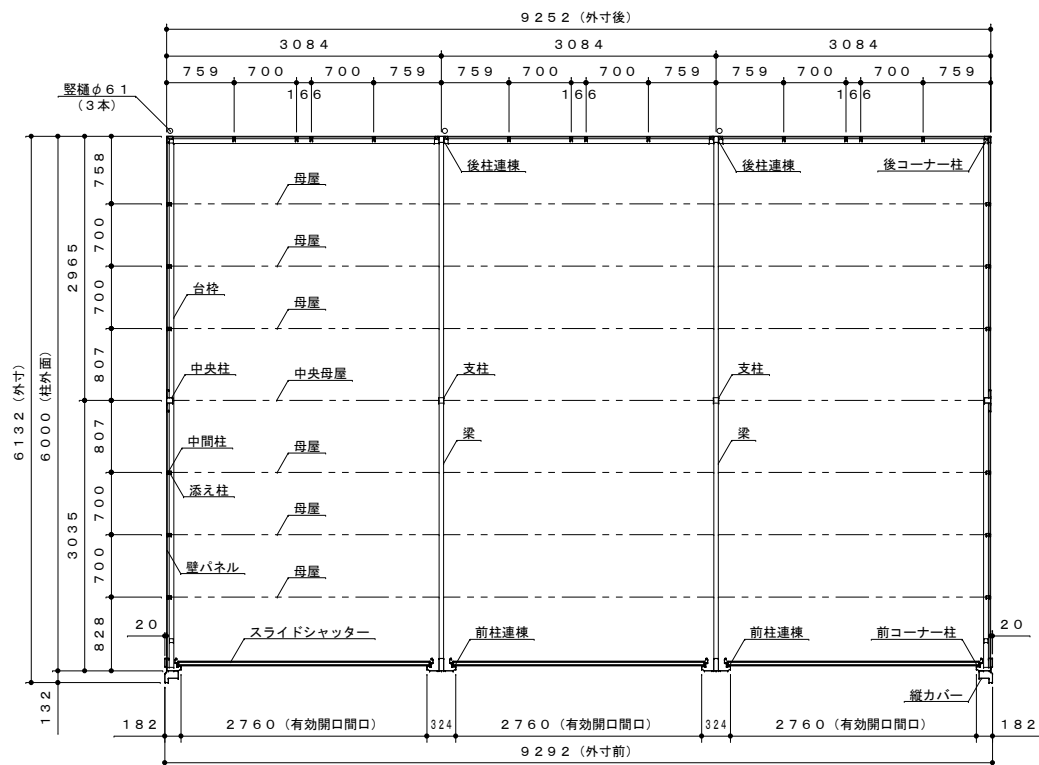 9252 (外寸後)
3084 3084 3084
759 700 700 759 759 700 700 759 759 700 700 759
166 166 166
竪樋φ61
(3本)
後柱連棟 後柱連棟 後コーナー柱
758
母屋
700
母屋
2965
700
台枠
母屋
807
中央柱 中央母屋 支柱 支柱
6132 (外寸)
6000 (柱外面)
807
中間柱 母屋 梁 梁
添え柱
700
母屋
3035
700
壁パネル
母屋
828
20 スライドシャッター 前柱連棟 前柱連棟 前コーナー柱 20
132
縦カバー
182 2760 (有効開口間口) 324 2760 (有効開口間口) 324 2760 (有効開口間口) 182
9292 (外寸前)